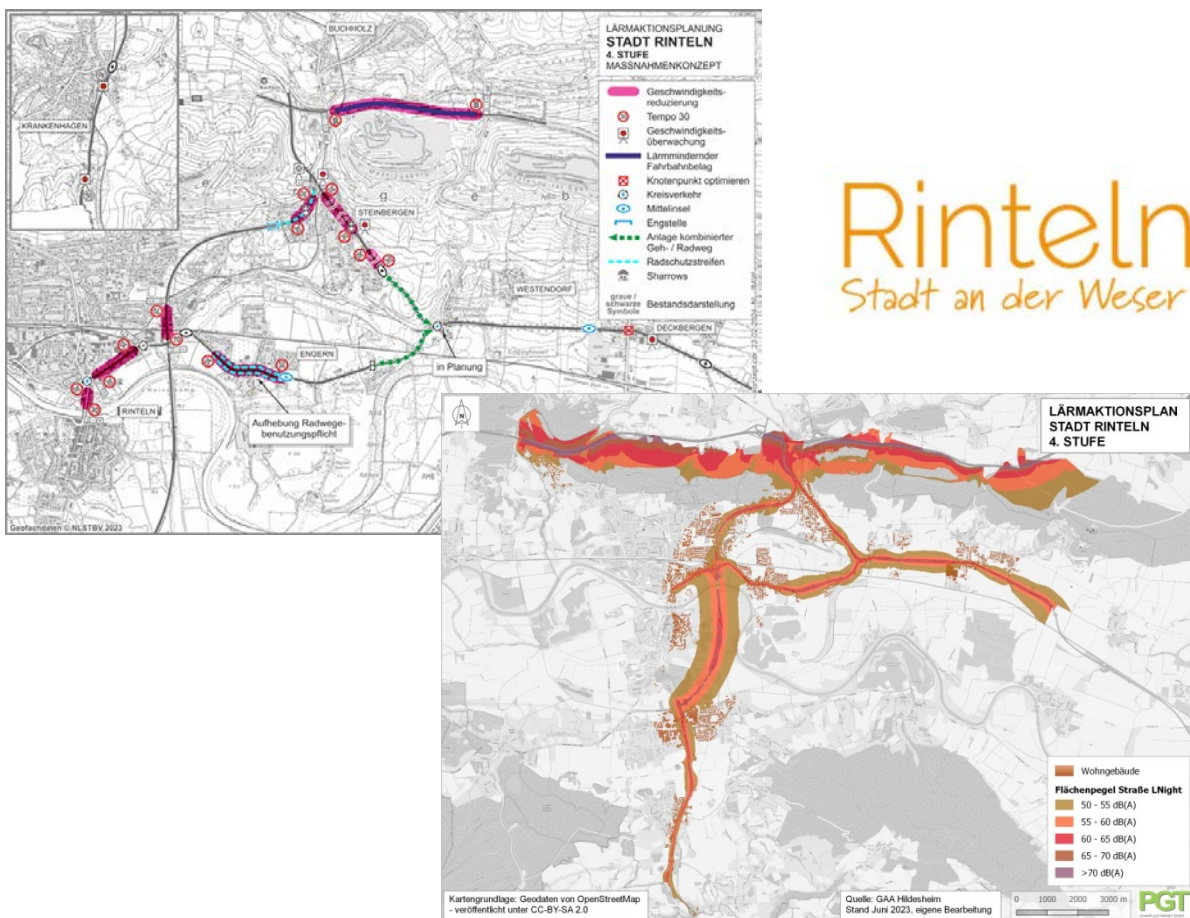 BUCHHOLZ
LÄRMAKTIONSPLANUNG
STADT RINTELN
4. STUFE
MASSNAHMENKONZEPT
KRANKENHAGEN
Geschwindigkeits-
reduzierung
Tempo 30
Geschwindigkeits-
überwachung
Lärmmindernder
Fahrbahnbelag
Knotenpunkt optimieren
Kreisverkehr
Mittelinsel
Engstelle
Anlage kombinierter
Geh- / Radweg
Radschutzstreifen
Sharrows
graue /
schwarze
Symbole
Bestandsdarstellung
STEINBERGEN
WESTENDORF
DECKBERGEN
ENGERN
in Planung
RINTELN
Aufhebung Radwege-
benutzungspflicht
Geofachdaten © NLSTBV 2023
Rinteln
Stadt an der Weser
N
LÄRMAKTIONSPLAN
STADT RINTELN
4. STUFE
Wohngebäude
Flächenpegel Straße LNight
50 - 55 dB(A)
55 - 60 dB(A)
60 - 65 dB(A)
65 - 70 dB(A)
>70 dB(A)
Kartengrundlage: Geodaten von OpenStreetMap
- veröffentlicht unter CC-BY-SA 2.0
Quelle: GAA Hildesheim
Stand Juni 2023, eigene Bearbeitung
0 1000 2000 3000 m
PGT